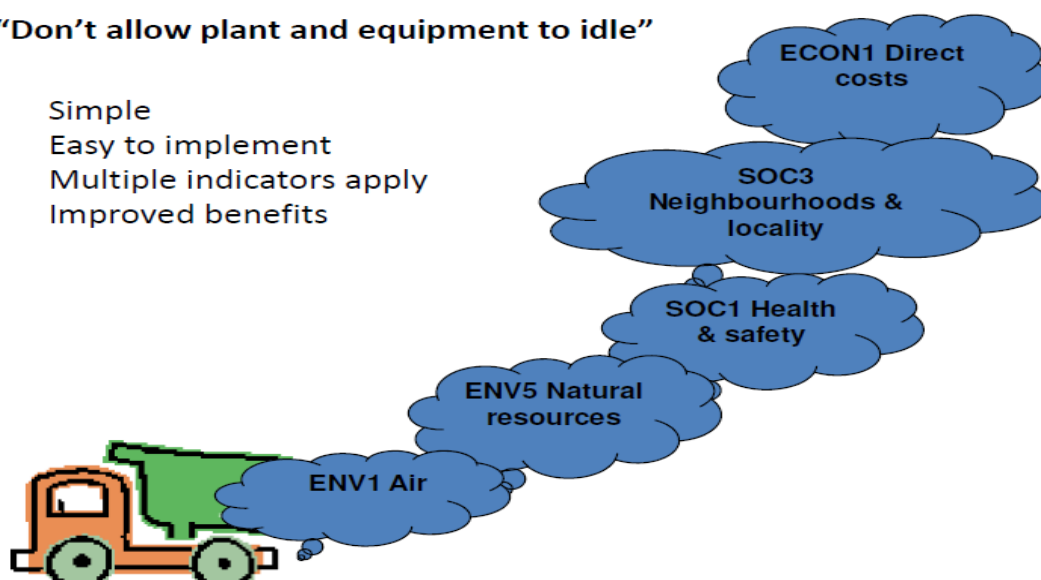 “Don’t allow plant and equipment to idle”
Simple
Easy to implement
Multiple indicators apply
Improved benefits
ECON1 Direct
costs
SOC3
Neighbourhoods &
locality
SOC1 Health
& safety
ENV5 Natural
resources
ENV1 Air